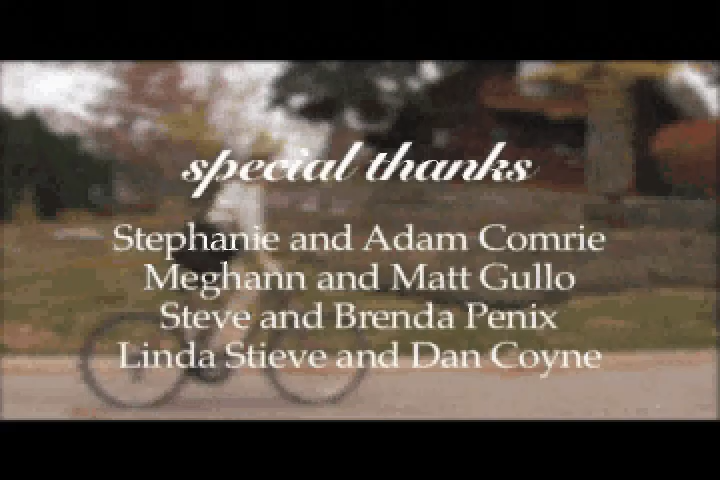 special thanks
Stephanie and Adam Comrie
Meghann and Matt Gullo
Steve and Brenda Penix
Linda Stieve and Dan Coyne